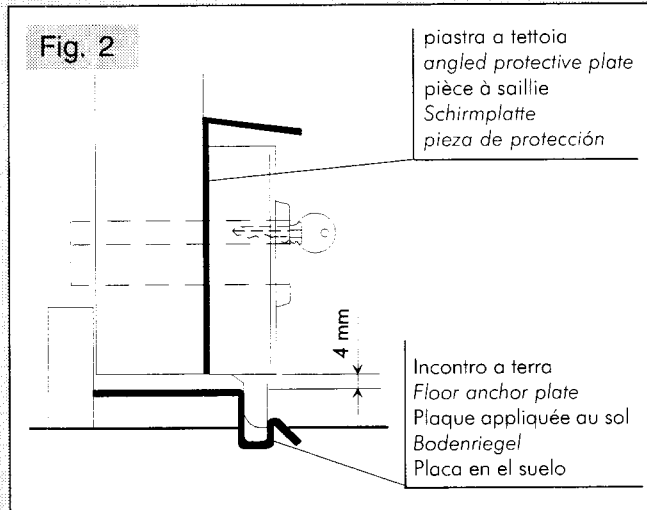 Fig. 2
piastra a tettoia
angled protective plate
pièce à saillie
Schirmplatte
pieza de protección
4 mm
Incontro a terra
Floor anchor plate
Plaque appliquée au sol
Bodenriegel
Placa en el suelo